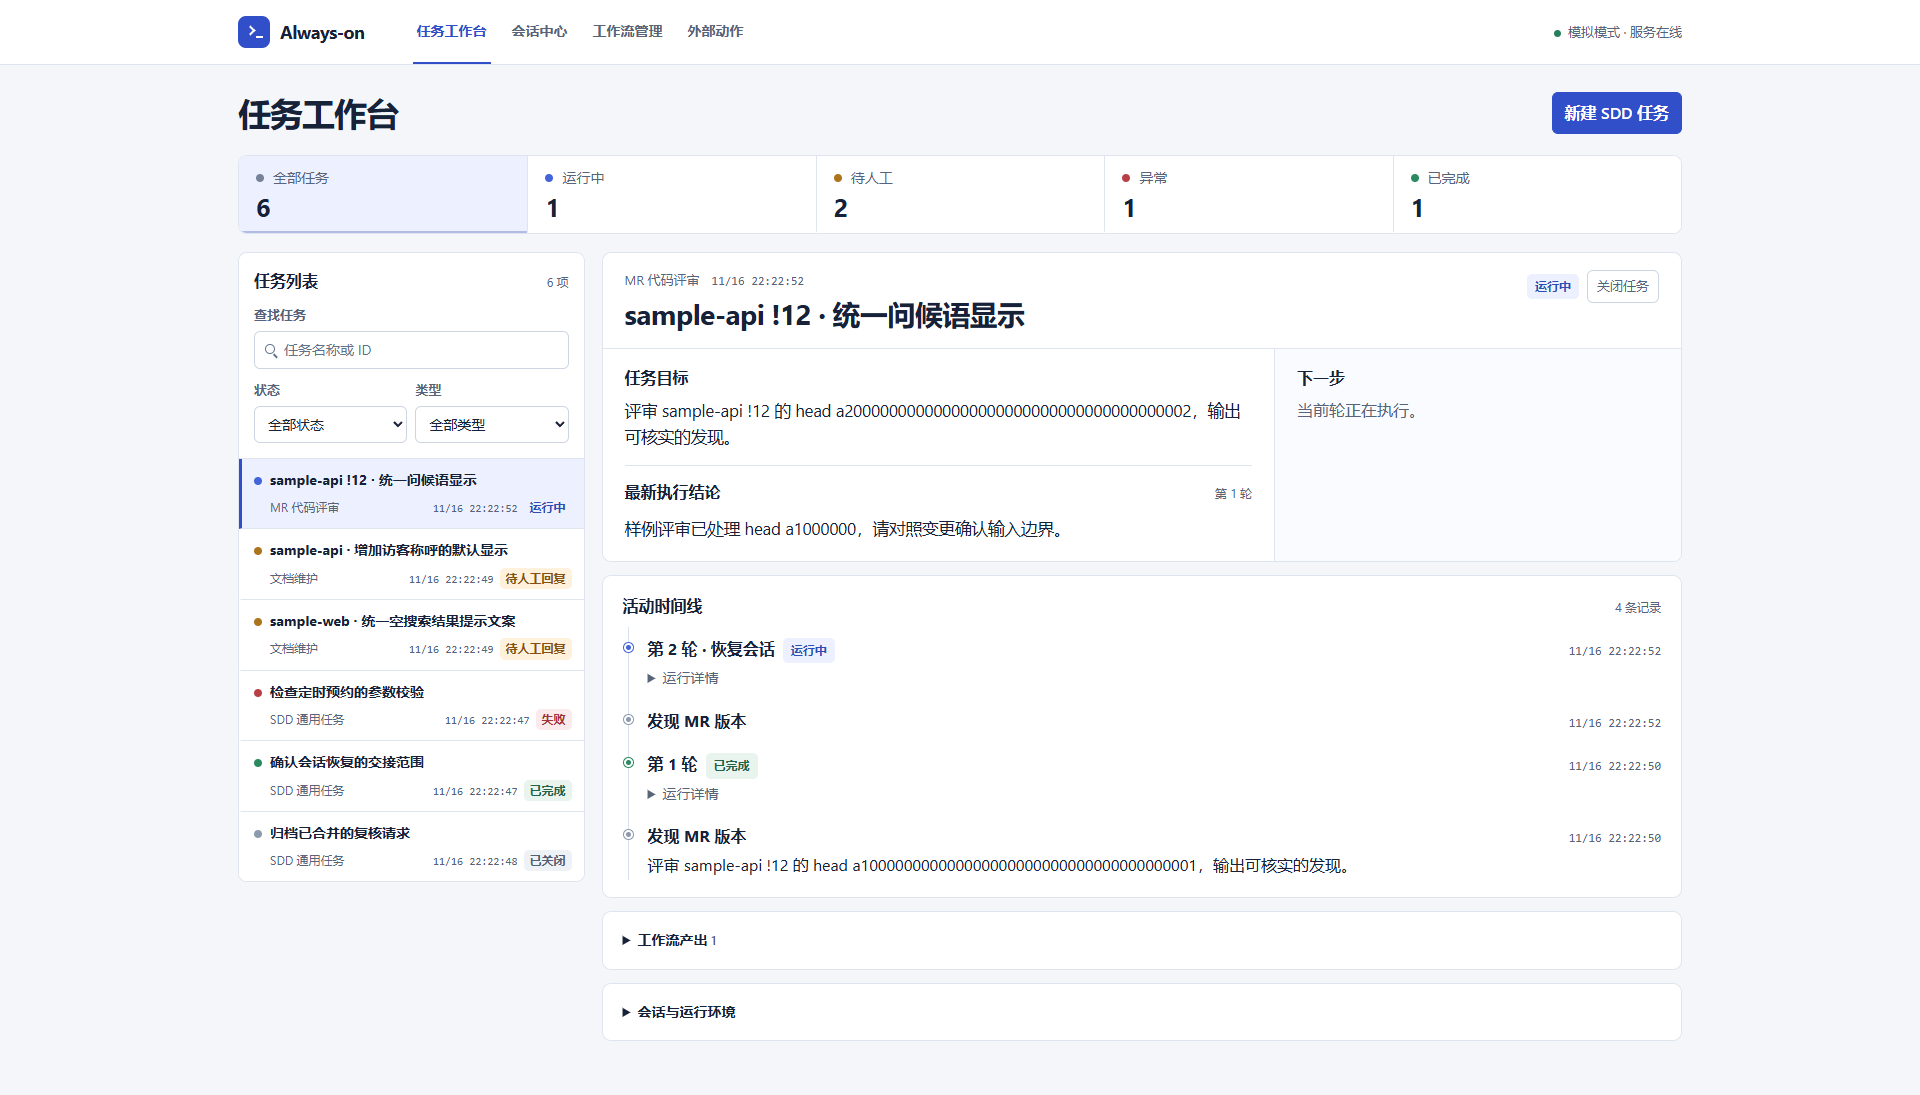 Always-on
任务工作台
会话中心
工作流管理
外部动作
模拟模式 · 服务在线
任务工作台
新建 SDD 任务
全部任务
6
运行中
1
待人工
2
异常
1
已完成
1
任务列表
6 项
查找任务
任务名称或 ID
状态
类型
全部状态
全部类型
sample-api !12 · 统一问候语显示
MR 代码评审 11/16 22:22:52 运行中
sample-api · 增加访客称呼的默认显示
文档维护 11/16 22:22:49 待人工回复
sample-web · 统一空搜索结果提示文案
文档维护 11/16 22:22:49 待人工回复
检查定时预约的参数校验
SDD 通用任务 11/16 22:22:47 失败
确认会话恢复的交接范围
SDD 通用任务 11/16 22:22:47 已完成
归档已合并的复核请求
SDD 通用任务 11/16 22:22:48 已关闭
MR 代码评审 11/16 22:22:52
运行中
关闭任务
sample-api !12 · 统一问候语显示
任务目标
评审 sample-api !12 的 head a200000000000000000000000000000000000002，输出
可核实的发现。
最新执行结论
第 1 轮
样例评审已处理 head a1000000，请对照变更确认输入边界。
下一步
当前轮正在执行。
活动时间线
4 条记录
第 2 轮 · 恢复会话 运行中 11/16 22:22:52
运行详情
发现 MR 版本 11/16 22:22:52
第 1 轮 已完成 11/16 22:22:50
运行详情
发现 MR 版本 11/16 22:22:50
评审 sample-api !12 的 head a100000000000000000000000000000000000001，输出可核实的发现。
工作流产出 1
会话与运行环境